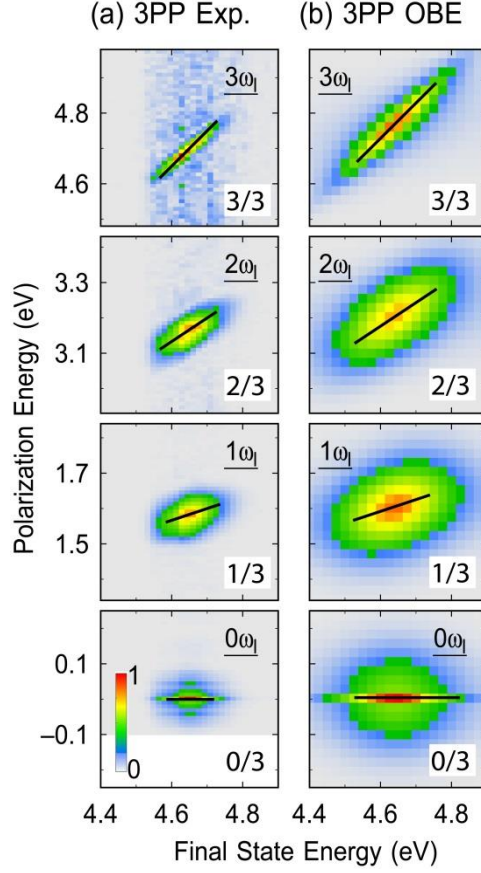 (a) 3PP Exp.
(b) 3PP OBE
3ωl
3ωl
4.8
4.6
3/3
3/3
2ωl
2ωl
3.3
3.1
2/3
2/3
1ωl
1ωl
1.7
1.5
1/3
1/3
0ωl
0ωl
0.1
1
−0.1
0
0/3
0/3
4.4 4.6 4.8 4.4 4.6 4.8
Final State Energy (eV)
Polarization Energy (eV)